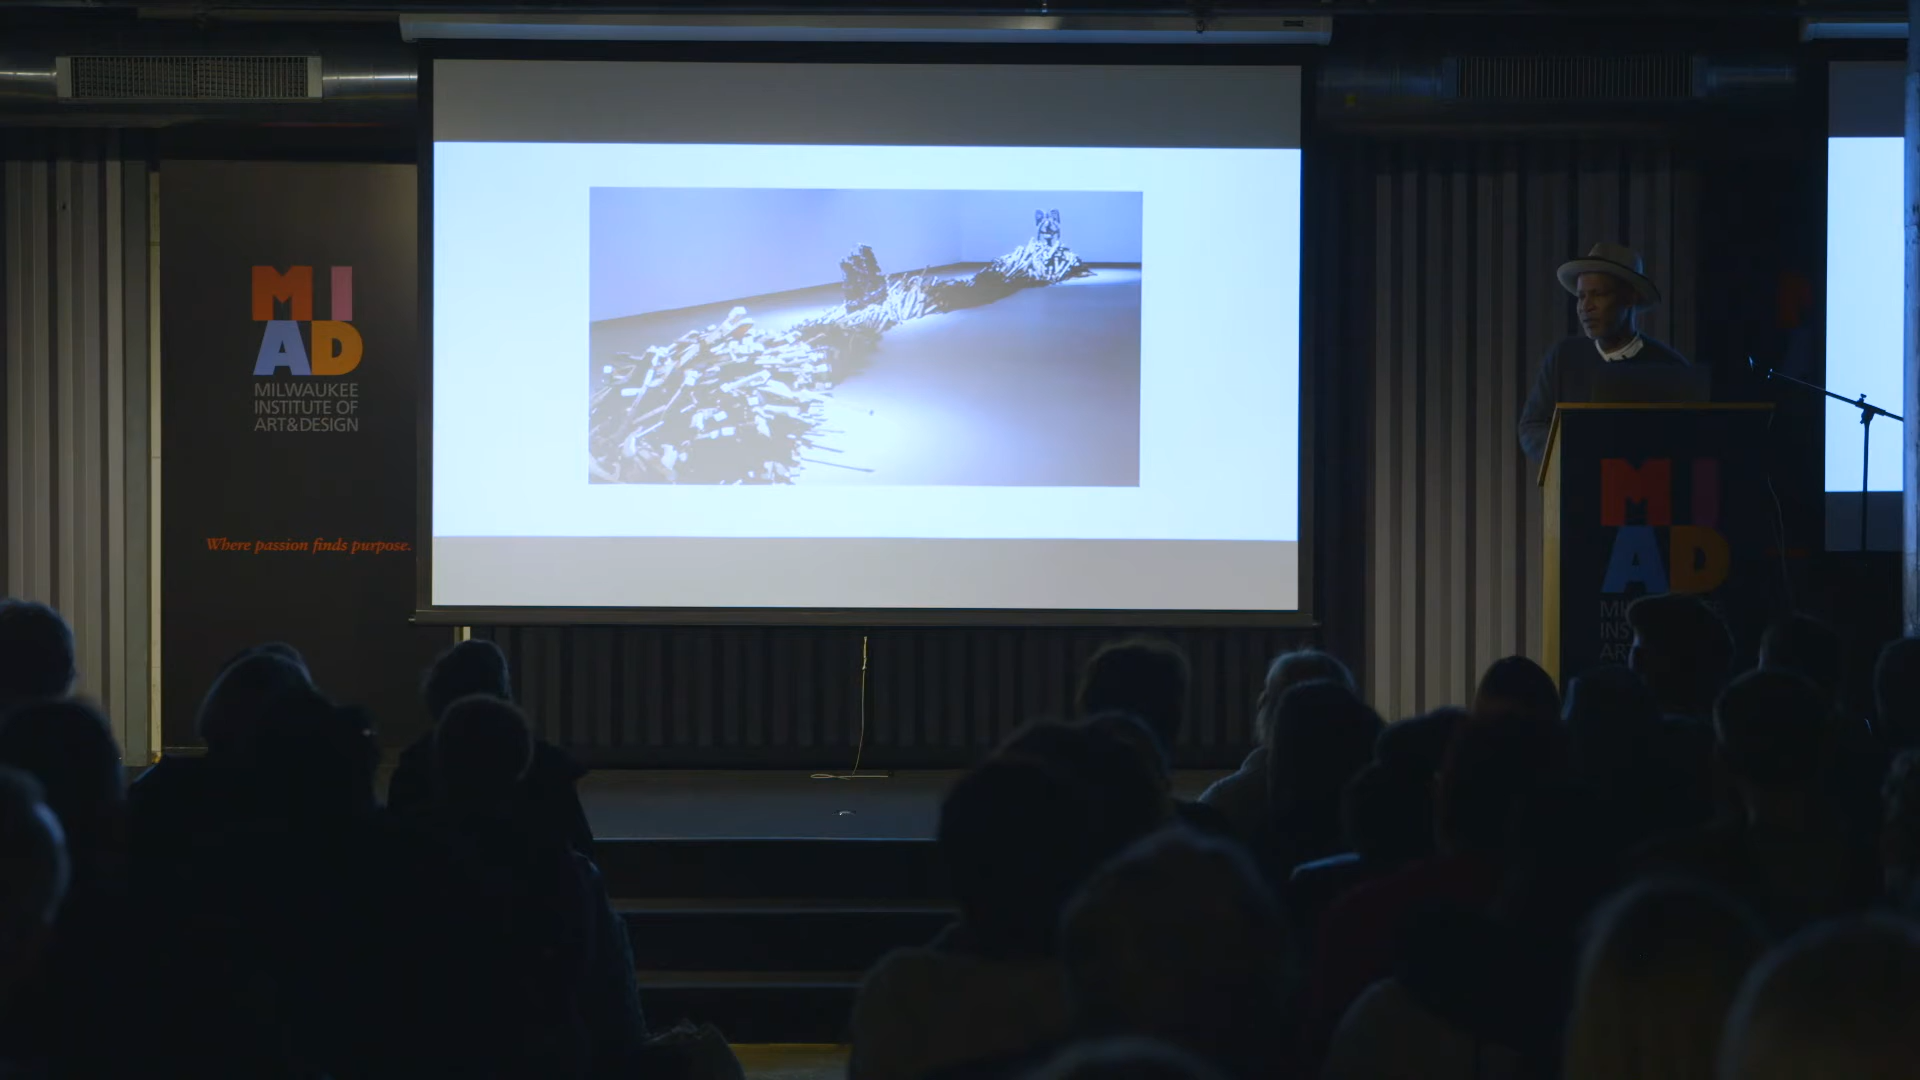 MI
AD
MILWAUKEE
INSTITUTE OF
ART&DESIGN
Where passion finds purpose.
MI
AD